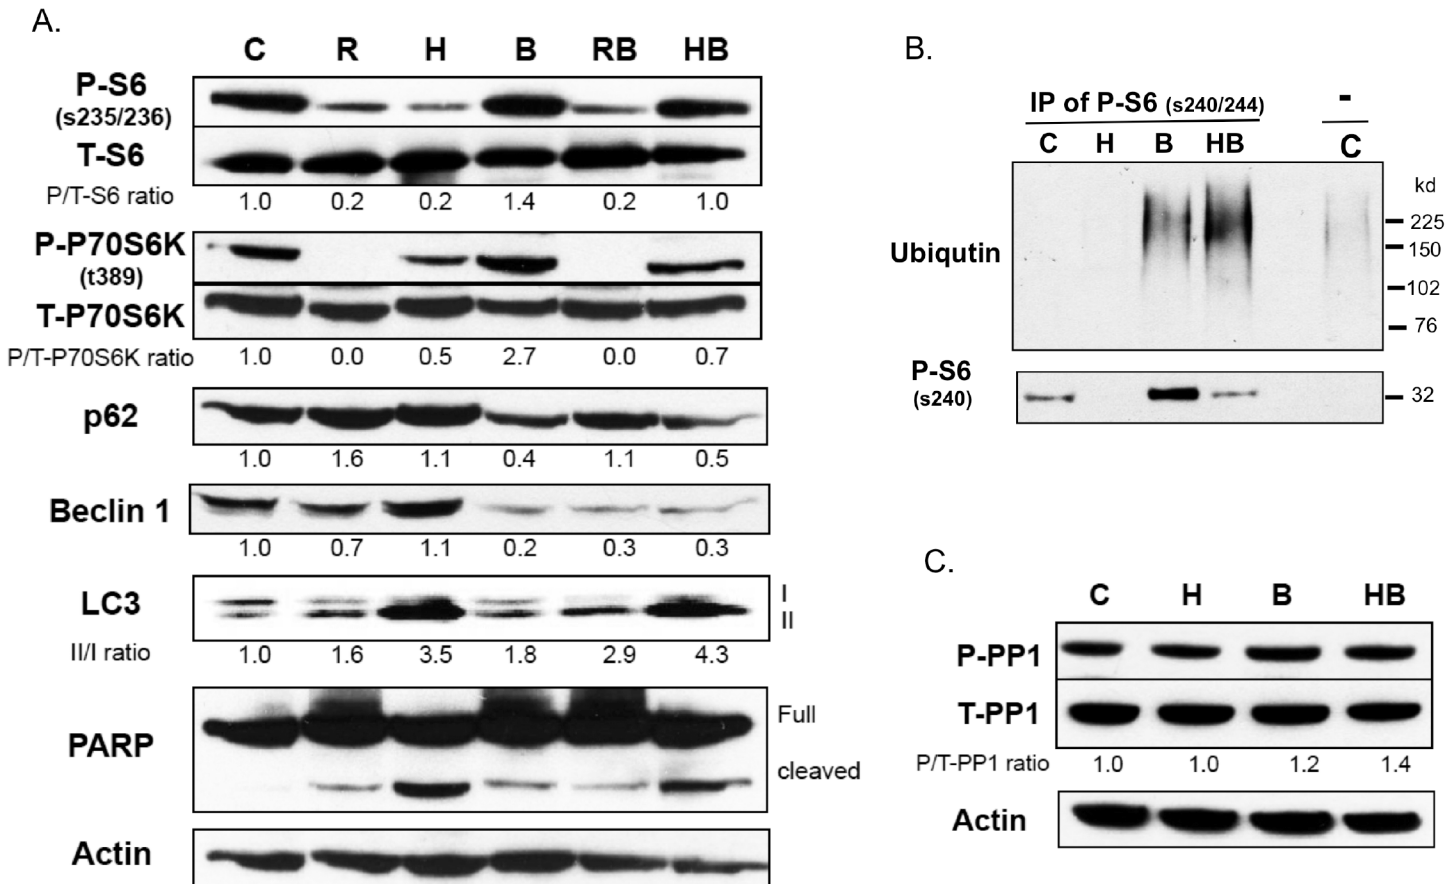 A.
C R H B RB HB
P-S6
(s235/236)
T-S6
P/T-S6 ratio 1.0 0.2 0.2 1.4 0.2 1.0
P-P70S6K
(t389)
T-P70S6K
P/T-P70S6K ratio 1.0 0.0 0.5 2.7 0.0 0.7
p62
1.0 1.6 1.1 0.4 1.1 0.5
Beclin 1
1.0 0.7 1.1 0.2 0.3 0.3
LC3
I
II
II/I ratio 1.0 1.6 3.5 1.8 2.9 4.3
PARP
Full
cleaved
Actin
B.
IP of P-S6 (s240/244) -
C H B HB C
kd
Ubiqutin
225
150
102
76
P-S6
(s240)
32
C.
C H B HB
P-PP1
T-PP1
P/T-PP1 ratio 1.0 1.0 1.2 1.4
Actin